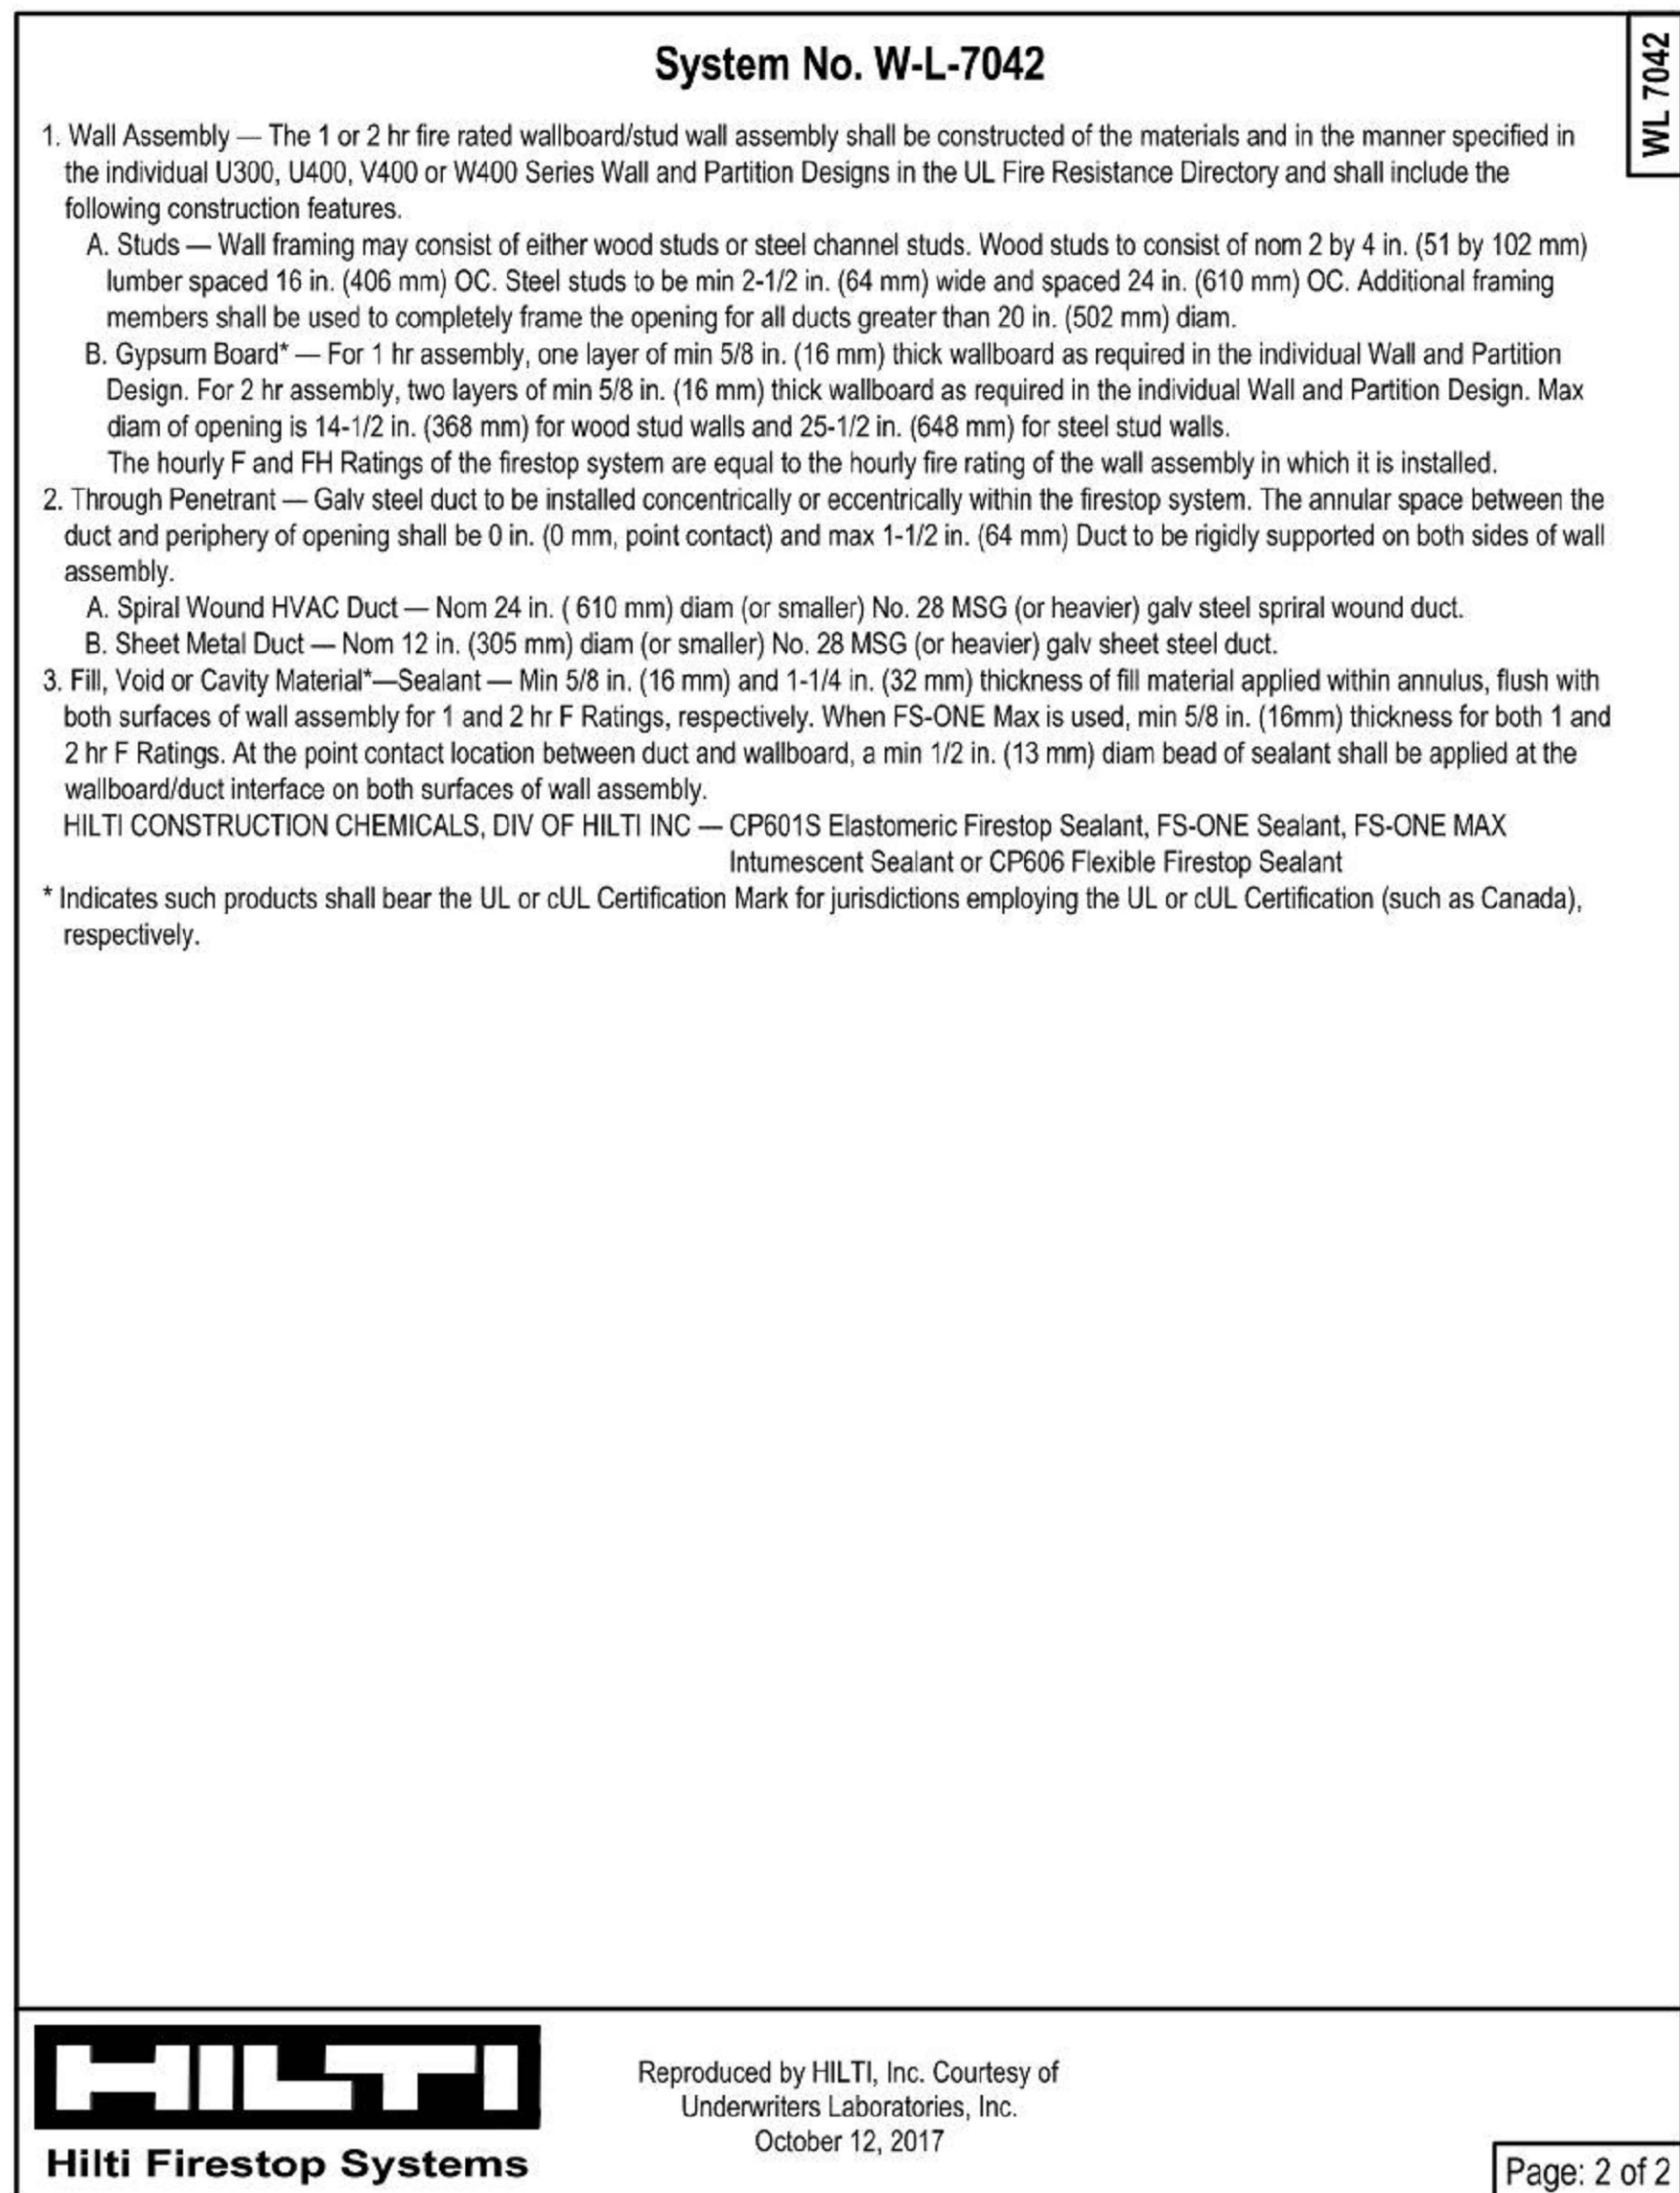 System No. W-L-7042
WL 7042
1. Wall Assembly — The 1 or 2 hr fire rated wallboard/stud wall assembly shall be constructed of the materials and in the manner specified in
the individual U300, U400, V400 or W400 Series Wall and Partition Designs in the UL Fire Resistance Directory and shall include the
following construction features.
A. Studs — Wall framing may consist of either wood studs or steel channel studs. Wood studs to consist of nom 2 by 4 in. (51 by 102 mm)
lumber spaced 16 in. (406 mm) OC. Steel studs to be min 2-1/2 in. (64 mm) wide and spaced 24 in. (610 mm) OC. Additional framing
members shall be used to completely frame the opening for all ducts greater than 20 in. (502 mm) diam.
B. Gypsum Board* — For 1 hr assembly, one layer of min 5/8 in. (16 mm) thick wallboard as required in the individual Wall and Partition
Design. For 2 hr assembly, two layers of min 5/8 in. (16 mm) thick wallboard as required in the individual Wall and Partition Design. Max
diam of opening is 14-1/2 in. (368 mm) for wood stud walls and 25-1/2 in. (648 mm) for steel stud walls.
The hourly F and FH Ratings of the firestop system are equal to the hourly fire rating of the wall assembly in which it is installed.
2. Through Penetrant — Galv steel duct to be installed concentrically or eccentrically within the firestop system. The annular space between the
duct and periphery of opening shall be 0 in. (0 mm, point contact) and max 1-1/2 in. (64 mm) Duct to be rigidly supported on both sides of wall
assembly.
A. Spiral Wound HVAC Duct — Nom 24 in. ( 610 mm) diam (or smaller) No. 28 MSG (or heavier) galv steel spriral wound duct.
B. Sheet Metal Duct — Nom 12 in. (305 mm) diam (or smaller) No. 28 MSG (or heavier) galv sheet steel duct.
3. Fill, Void or Cavity Material*—Sealant — Min 5/8 in. (16 mm) and 1-1/4 in. (32 mm) thickness of fill material applied within annulus, flush with
both surfaces of wall assembly for 1 and 2 hr F Ratings, respectively. When FS-ONE Max is used, min 5/8 in. (16mm) thickness for both 1 and
2 hr F Ratings. At the point contact location between duct and wallboard, a min 1/2 in. (13 mm) diam bead of sealant shall be applied at the
wallboard/duct interface on both surfaces of wall assembly.
HILTI CONSTRUCTION CHEMICALS, DIV OF HILTI INC — CP601S Elastomeric Firestop Sealant, FS-ONE Sealant, FS-ONE MAX
Intumescent Sealant or CP606 Flexible Firestop Sealant
* Indicates such products shall bear the UL or cUL Certification Mark for jurisdictions employing the UL or cUL Certification (such as Canada),
respectively.
HILTI
Hilti Firestop Systems
Reproduced by HILTI, Inc. Courtesy of
Underwriters Laboratories, Inc.
October 12, 2017
Page: 2 of 2